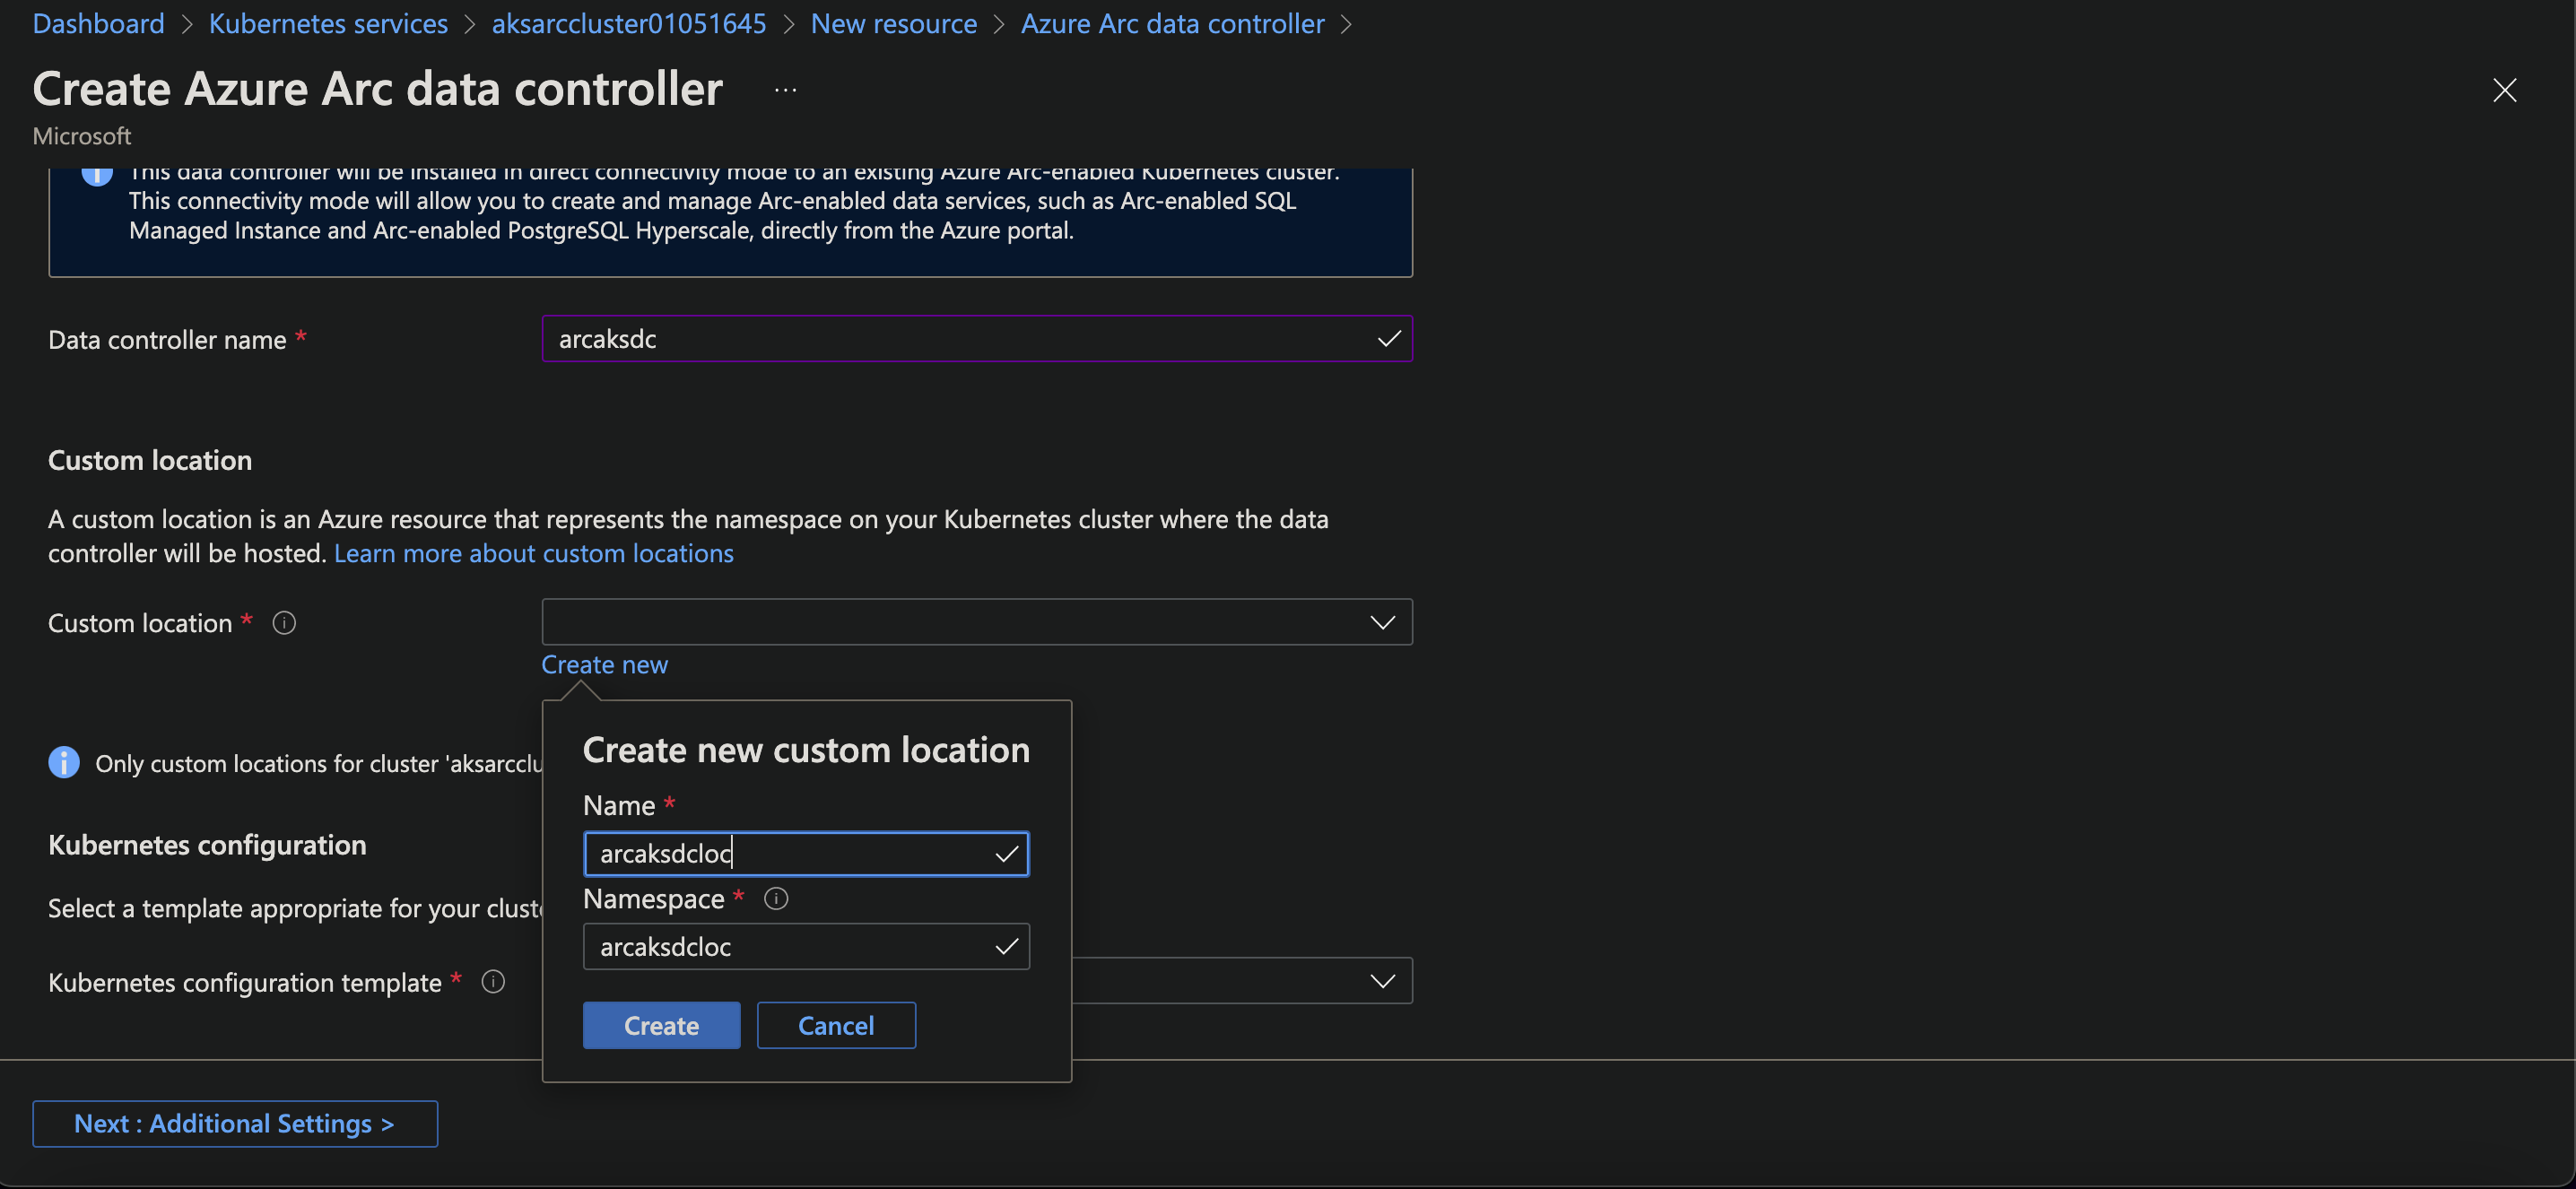 Dashboard > Kubernetes services > aksarccluster01051645 > New resource > Azure Arc data controller >
Create Azure Arc data controller ...
Microsoft
This data controller will be installed in direct connectivity mode to an existing Azure Arc-enabled Kubernetes cluster.
This connectivity mode will allow you to create and manage Arc-enabled data services, such as Arc-enabled SQL
Managed Instance and Arc-enabled PostgreSQL Hyperscale, directly from the Azure portal.
Data controller name *
arcaksdc
Custom location
A custom location is an Azure resource that represents the namespace on your Kubernetes cluster where the data
controller will be hosted. Learn more about custom locations
Custom location *
Create new
Only custom locations for cluster 'aksarcclu
Kubernetes configuration
Select a template appropriate for your cluste
Kubernetes configuration template *
Create new custom location
Name *
arcaksdcloc
Namespace *
arcaksdcloc
Create
Cancel
Next : Additional Settings >